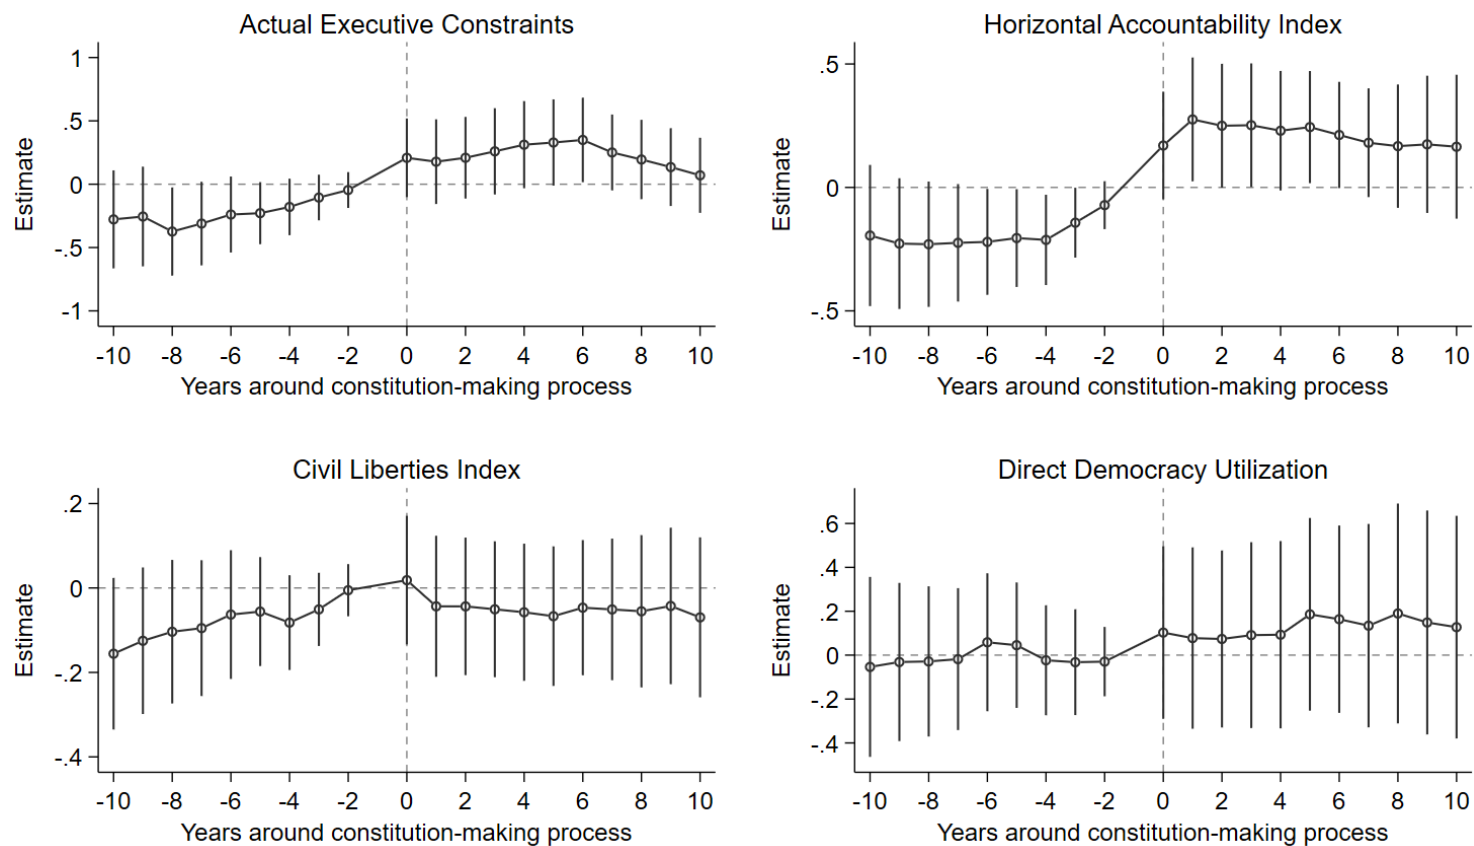 Actual Executive Constraints
1
.5
0
-.5
-1
Estimate
-10 -8 -6 -4 -2 0 2 4 6 8 10
Years around constitution-making process
Horizontal Accountability Index
.5
0
-.5
Estimate
-10 -8 -6 -4 -2 0 2 4 6 8 10
Years around constitution-making process
Civil Liberties Index
.2
0
-.2
-.4
Estimate
-10 -8 -6 -4 -2 0 2 4 6 8 10
Years around constitution-making process
Direct Democracy Utilization
.6
.4
.2
0
-.2
-.4
Estimate
-10 -8 -6 -4 -2 0 2 4 6 8 10
Years around constitution-making process